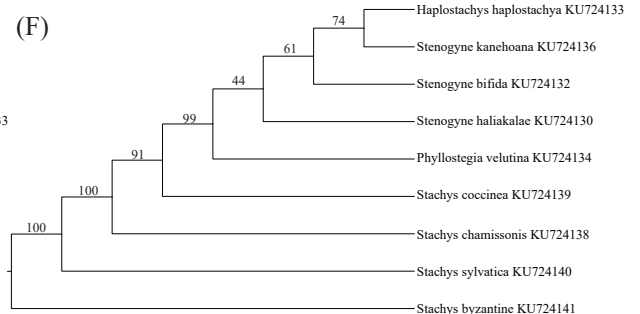 (F)
Haplostachys haplostachya KU724133
74
Stenogyne kanehoana KU724136
61
Stenogyne bifida KU724132
44
Stenogyne haliakalae KU724130
99
33
Phyllostegia velutina KU724134
91
Stachys coccinea KU724139
100
Stachys chamissonis KU724138
100
Stachys sylvatica KU724140
Stachys byzantine KU724141